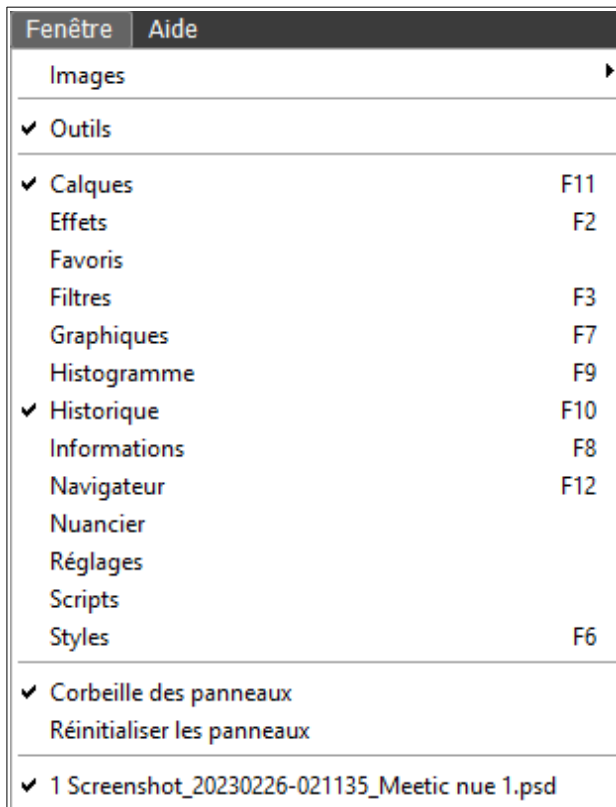 Fenêtre Aide
Images
Outils
Calques F11
Effets F2
Favoris
Filtres F3
Graphiques F7
Histogramme F9
Historique F10
Informations F8
Navigateur F12
Nuancier
Réglages
Scripts
Styles F6
Corbeille des panneaux
Réinitialiser les panneaux
1 Screenshot_20230226-021135_Meetic nue 1.psd